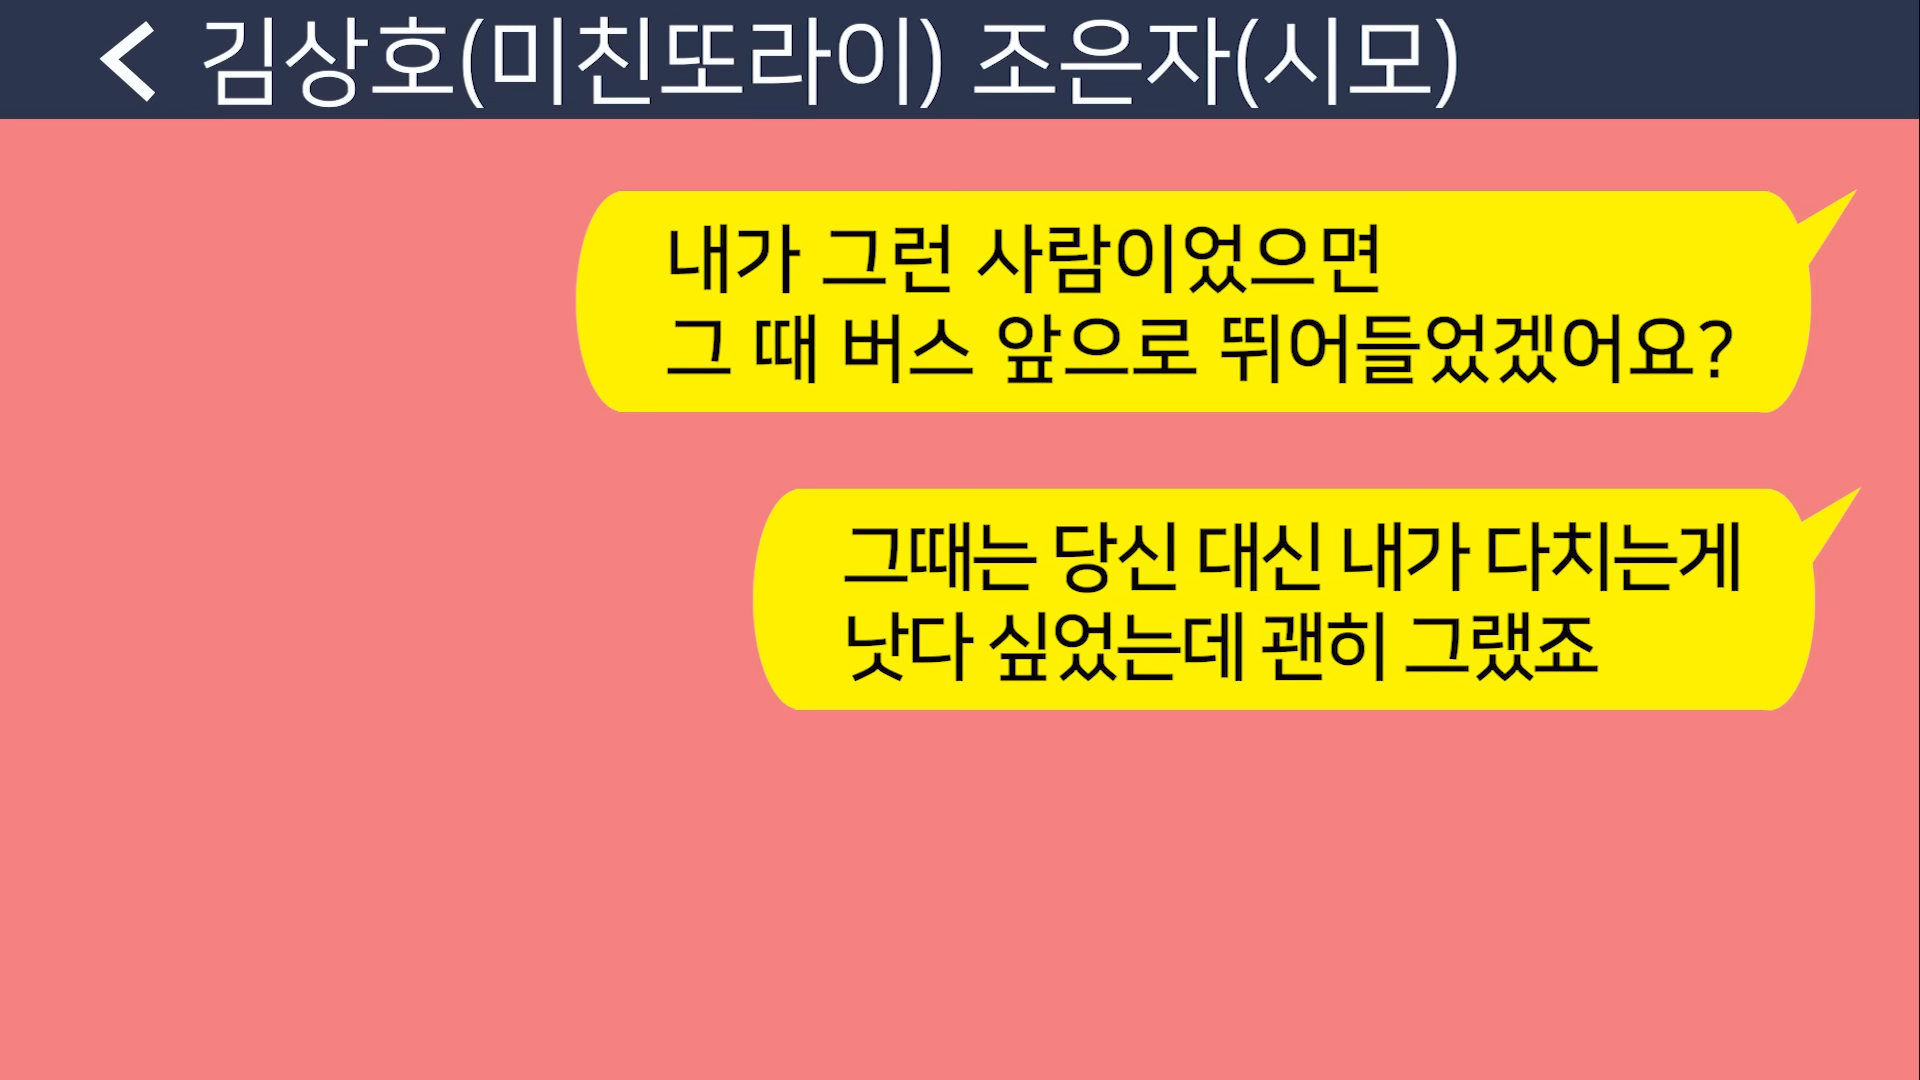 김상호(미친또라이) 조은자(시모)
내가 그런 사람이었으면
그 때 버스 앞으로 뛰어들었겠어요?
그때는 당신 대신 내가 다치는게
낫다 싶었는데 괜히 그랬죠